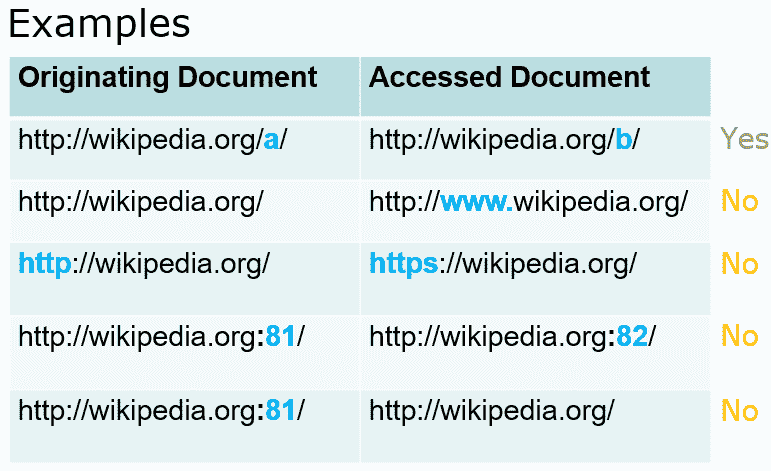 Examples
Originating Document Accessed Document
http://wikipedia.org/a/ http://wikipedia.org/b/ Yes
http://wikipedia.org/ http://www.wikipedia.org/ No
http://wikipedia.org/ https://wikipedia.org/ No
http://wikipedia.org:81/ http://wikipedia.org:82/ No
http://wikipedia.org:81/ http://wikipedia.org/ No